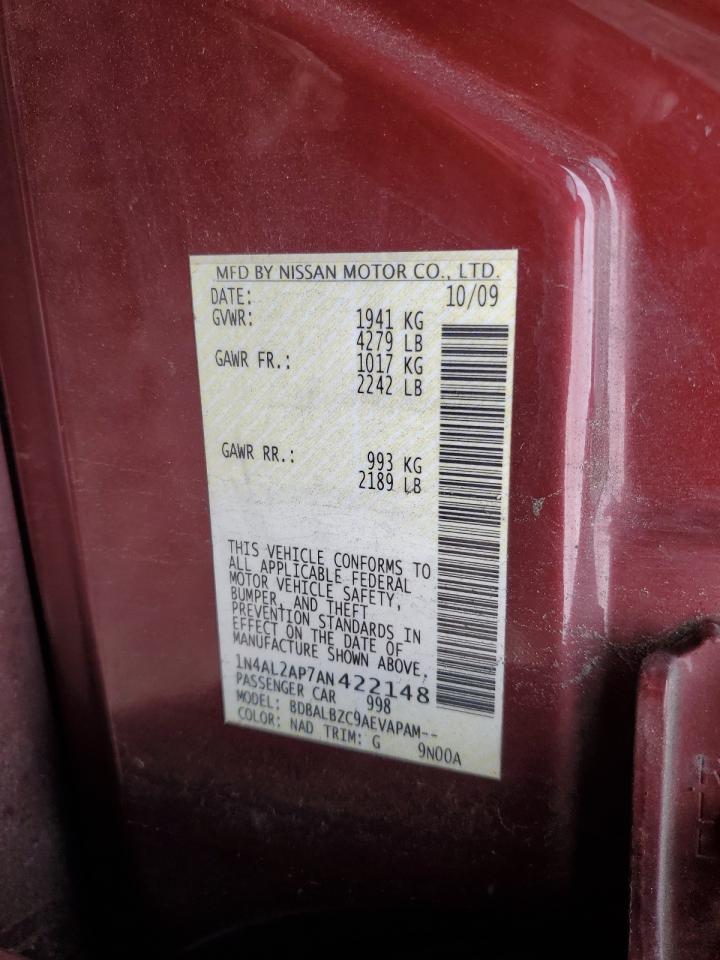 MFD BY NISSAN MOTOR CO., LTD.
DATE: 10/09
GVWR: 1941 KG
4279 LB
GAWR FR.: 1017 KG
2242 LB
GAWR RR.: 993 KG
2189 LB
THIS VEHICLE CONFORMS TO
ALL APPLICABLE FEDERAL
MOTOR VEHICLE SAFETY,
BUMPER, AND THEFT
PREVENTION STANDARDS IN
EFFECT ON THE DATE OF
MANUFACTURE SHOWN ABOVE.
1N4AL2AP7AN422148
PASSENGER CAR 998
MODEL: BDBALBZC9AEVAPAM--
COLOR: NAD TRIM: G 9N00A